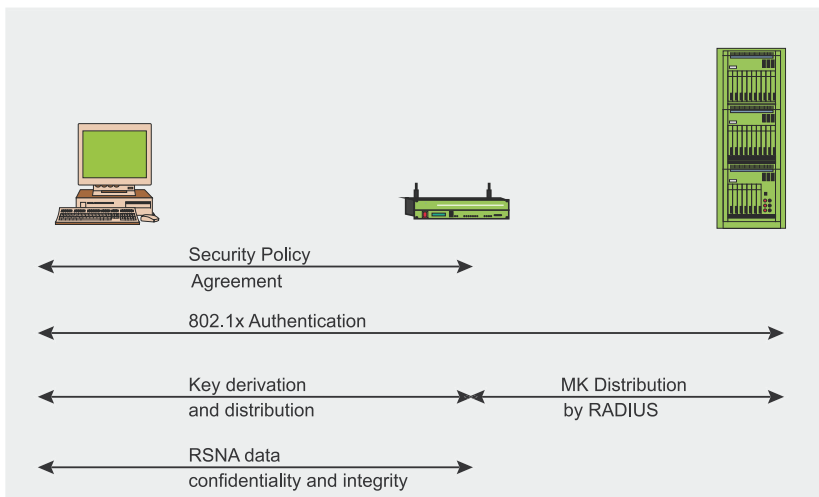 Security Policy
Agreement
802.1x Authentication
Key derivation
and distribution
MK Distribution
by RADIUS
RSNA data
confidentiality and integrity